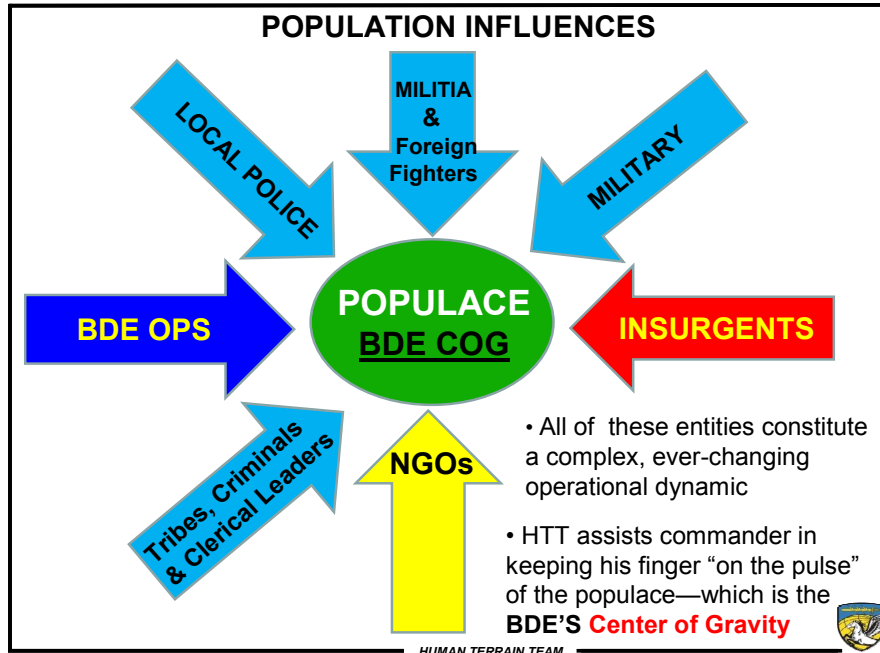 POPULATION INFLUENCES
LOCAL POLICE
MILITIA
&
Foreign
Fighters
MILITARY
BDE OPS
POPULACE
BDE COG
INSURGENTS
Tribes, Criminals
& Clerical Leaders
NGOs
• All of these entities constitute
a complex, ever-changing
operational dynamic
• HTT assists commander in
keeping his finger “on the pulse”
of the populace—which is the
BDE’S Center of Gravity
HUMAN TERRAIN TEAM